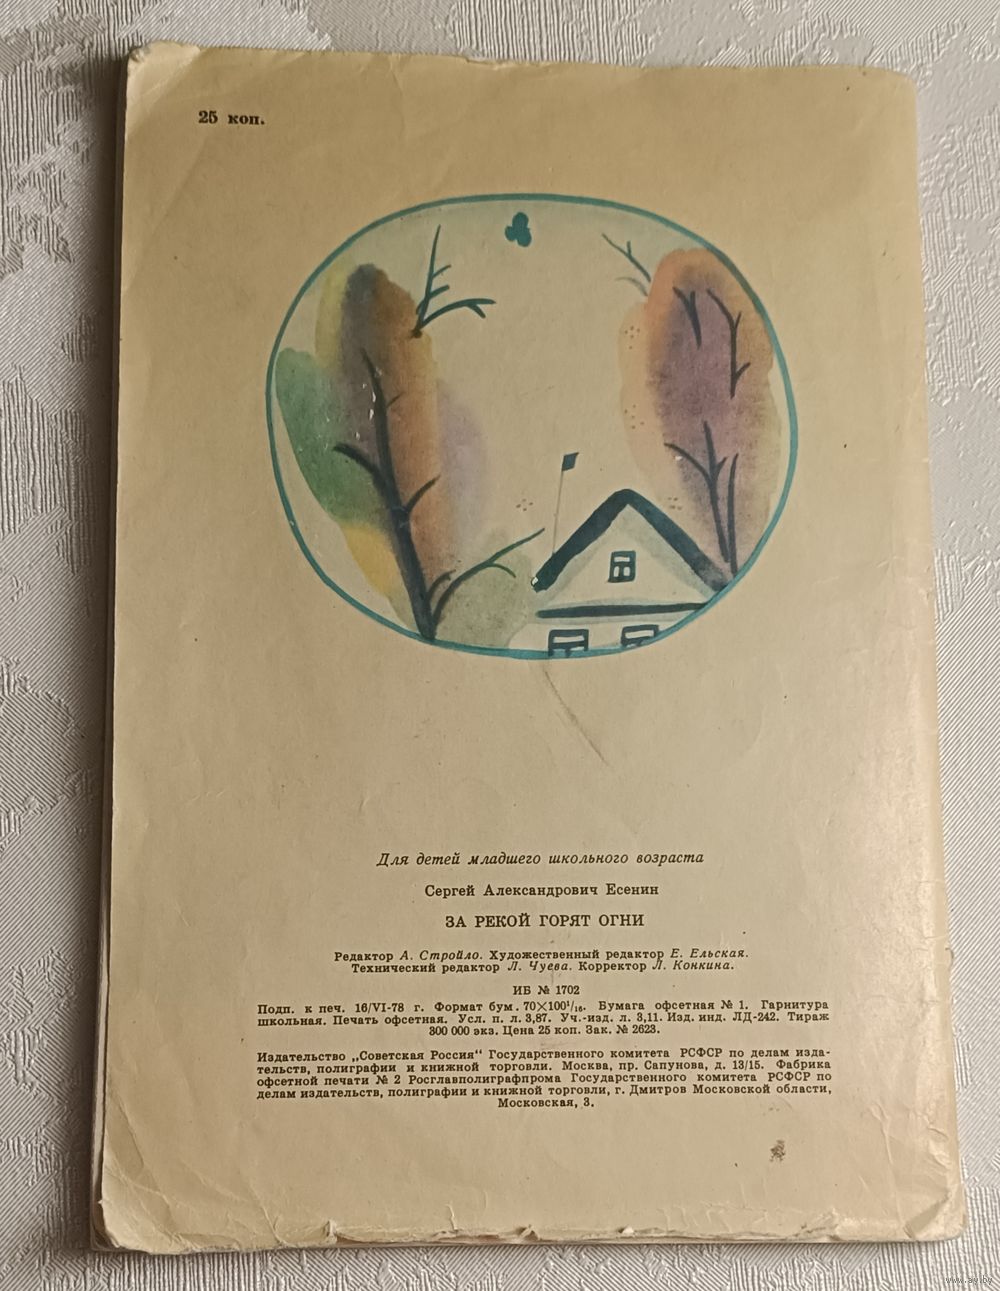 25 коп.
Для детей младшего школьного возраста
Сергей Александрович Есенин
ЗА РЕКОЙ ГОРЯТ ОГНИ
Редактор А. Стройло. Художественный редактор Е. Ельская.
Технический редактор Л. Чуева. Корректор Л. Конкина.
ИБ № 1702
Подп. к печ. 16/VI-78 г. Формат бум. 70×100¹/₁₆. Бумага офсетная № 1. Гарнитура
школьная. Печать офсетная. Усл. п. л. 3,87. Уч.-изд. л. 3,11. Изд. инд. ЛД-242. Тираж
300 000 экз. Цена 25 коп. Зак. № 2623.
Издательство „Советская Россия“ Государственного комитета РСФСР по делам изда-
тельств, полиграфии и книжной торговли. Москва, пр. Сапунова, д. 13/15. Фабрика
офсетной печати № 2 Росглавполиграфпрома Государственного комитета РСФСР по
делам издательств, полиграфии и книжной торговли, г. Дмитров Московской области,
Московская, 3.
www.ay.by